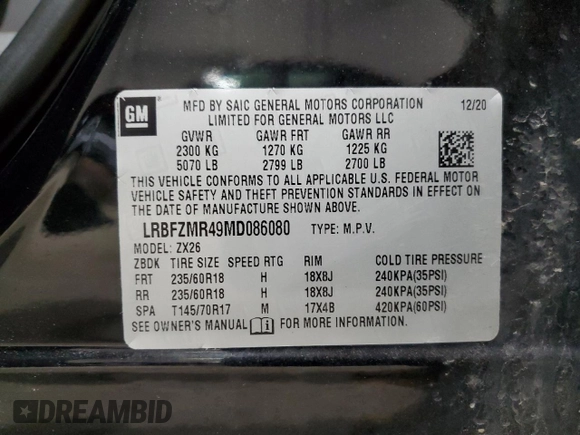 GM
MFD BY SAIC GENERAL MOTORS CORPORATION 12/20
LIMITED FOR GENERAL MOTORS LLC
GVWR GAWR FRT GAWR RR
2300 KG 1270 KG 1225 KG
5070 LB 2799 LB 2700 LB
THIS VEHICLE CONFORMS TO ALL APPLICABLE U.S. FEDERAL MOTOR
VEHICLE SAFETY AND THEFT PREVENTION STANDARDS IN EFFECT ON
THE DATE OF MANUFACTURE SHOWN ABOVE.
LRBFZMR49MD086080 TYPE: M.P.V.
MODEL: ZX26
ZBDK TIRE SIZE SPEED RTG RIM COLD TIRE PRESSURE
FRT 235/60R18 H 18X8J 240KPA(35PSI)
RR 235/60R18 H 18X8J 240KPA(35PSI)
SPA T145/70R17 M 17X4B 420KPA(60PSI)
SEE OWNER'S MANUAL FOR MORE INFORMATION.
DREAMBID